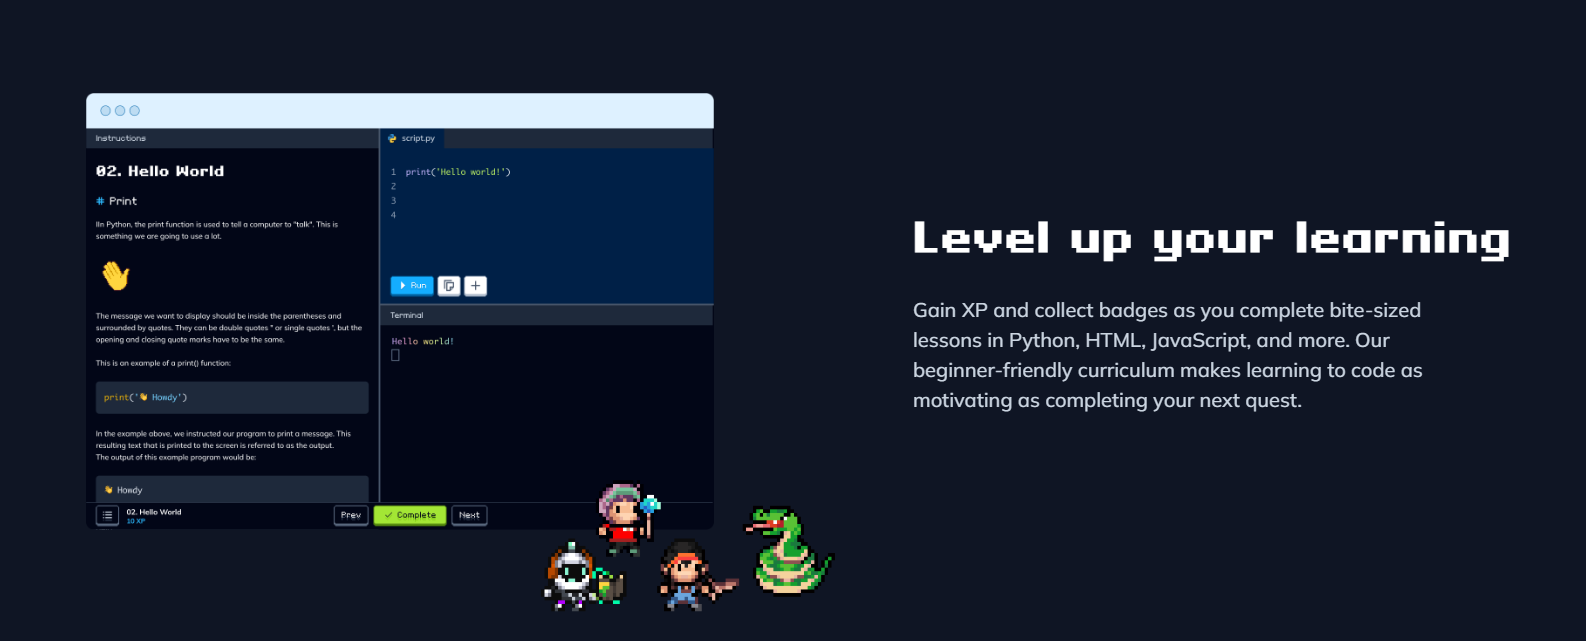 Instructions
02. Hello World
# Print
IIn Python, the print function is used to tell a computer to "talk". This is
something we are going to use a lot.
The message we want to display should be inside the parentheses and
surrounded by quotes. They can be double quotes " or single quotes ', but the
opening and closing quote marks have to be the same.
This is an example of a print() function:
print('👋 Howdy')
In the example above, we instructed our program to print a message. This
resulting text that is printed to the screen is referred to as the output.
The output of this example program would be:
👋 Howdy
script.py
1 print('Hello world!')
2
3
4
Run
Terminal
Hello world!
02. Hello World
10 XP
Prev
Complete
Next
Level up your learning
Gain XP and collect badges as you complete bite-sized
lessons in Python, HTML, JavaScript, and more. Our
beginner-friendly curriculum makes learning to code as
motivating as completing your next quest.